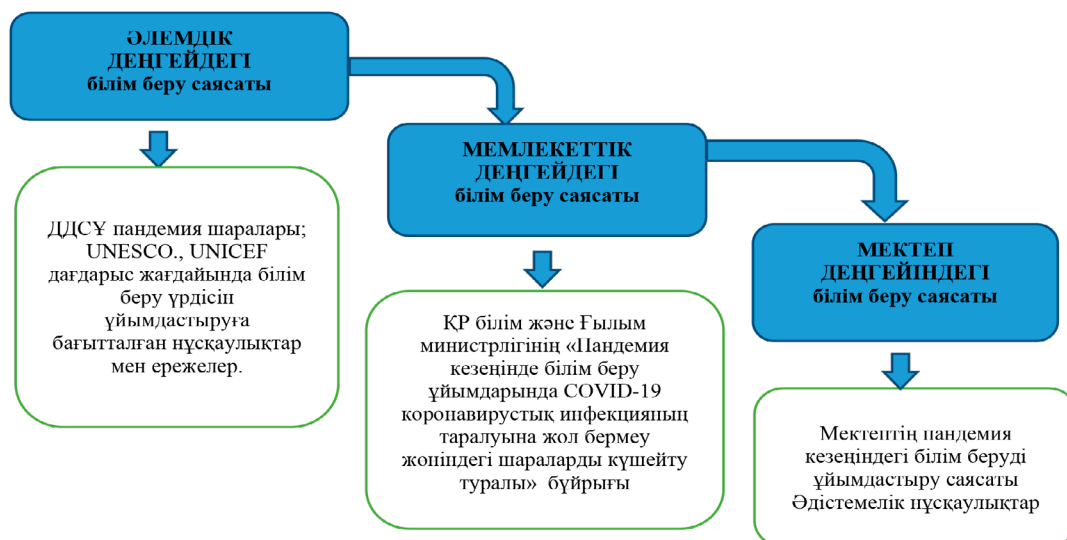 ӘЛЕМДІК
ДЕҢГЕЙДЕГІ
білім беру саясаты
ДДСҰ пандемия шаралары;
UNESCO., UNICEF
дағдарыс жағдайында білім
беру үрдісіп
ұйымдастыруға
бағытталған нұсқаулықтар
мен ережелер.
МЕМЛЕКЕТТІК
ДЕҢГЕЙДЕГІ
білім беру саясаты
ҚР білім және Ғылым
министрлігінің «Пандемия
кезеңінде білім беру
ұйымдарында COVID-19
коронавирустық инфекцияның
таралуына жол бермеу
жөніндегі шараларды күшейту
туралы» бұйрығы
МЕКТЕП
ДЕҢГЕЙІНДЕГІ
білім беру саясаты
Мектептің пандемия
кезеңіндегі білім беруді
ұйымдастыру саясаты
Әдістемелік нұсқаулықтар